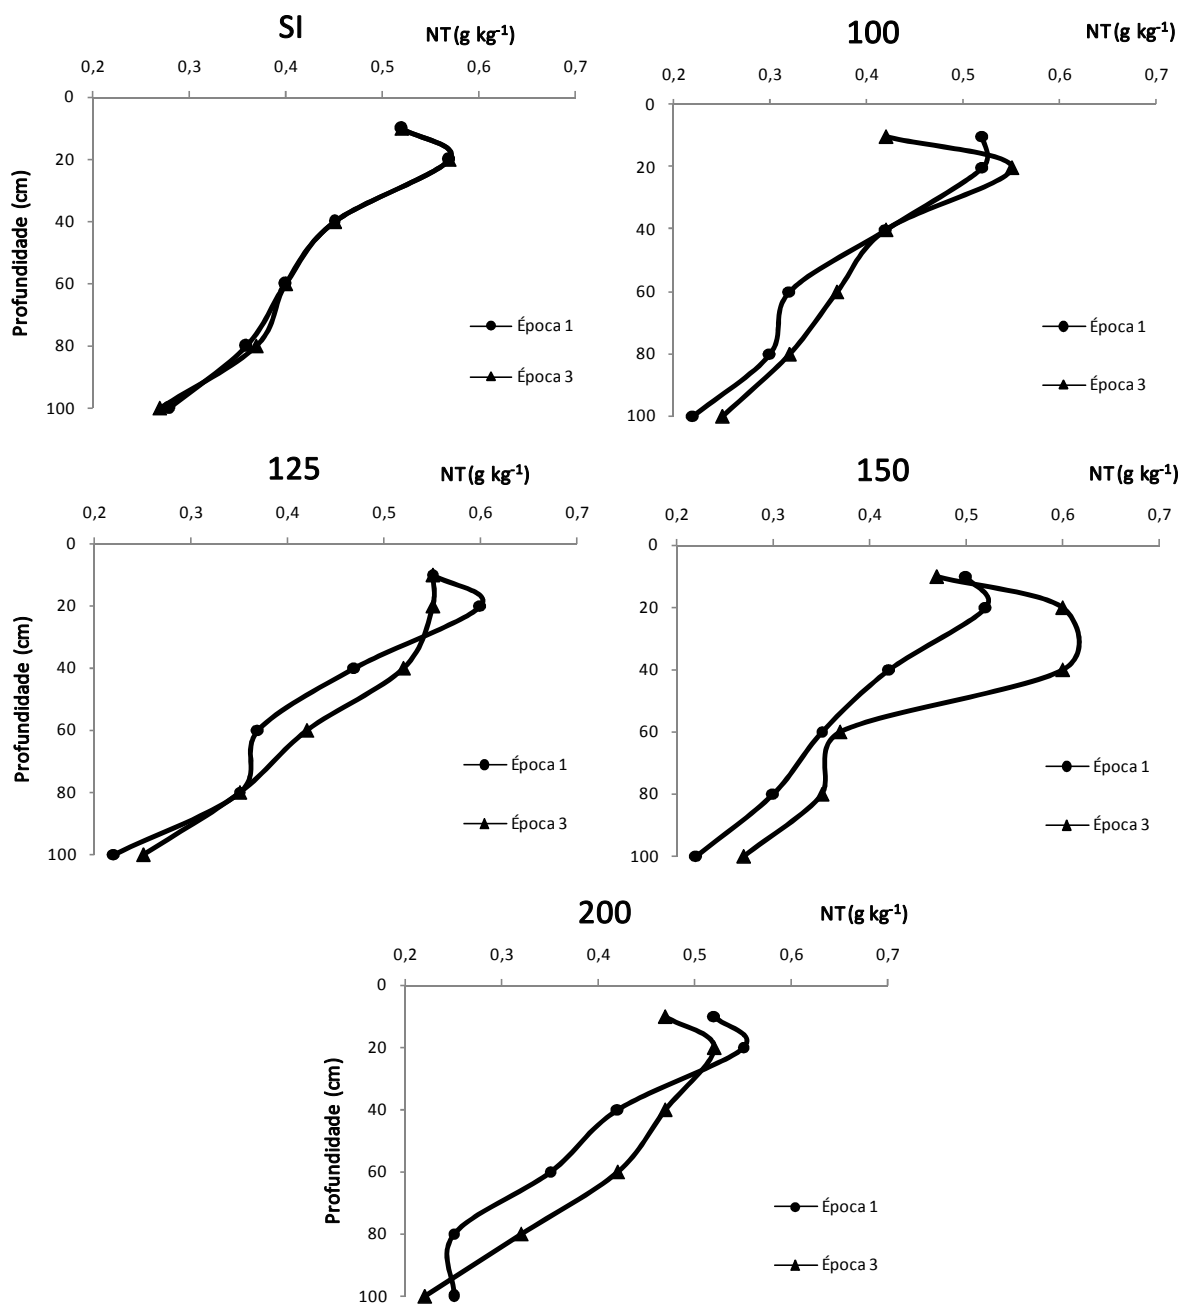 SI NT (g kg-1)
0,2 0,3 0,4 0,5 0,6 0,7
0
20
40
60
80
100
Profundidade (cm)
Época 1
Época 3
100 NT (g kg-1)
0,2 0,3 0,4 0,5 0,6 0,7
0
20
40
60
80
100
Época 1
Época 3
125 NT (g kg-1)
0,2 0,3 0,4 0,5 0,6 0,7
0
20
40
60
80
100
Profundidade (cm)
Época 1
Época 3
150 NT (g kg-1)
0,2 0,3 0,4 0,5 0,6 0,7
0
20
40
60
80
100
Época 1
Época 3
200 NT (g kg-1)
0,2 0,3 0,4 0,5 0,6 0,7
0
20
40
60
80
100
Profundidade (cm)
Época 1
Época 3